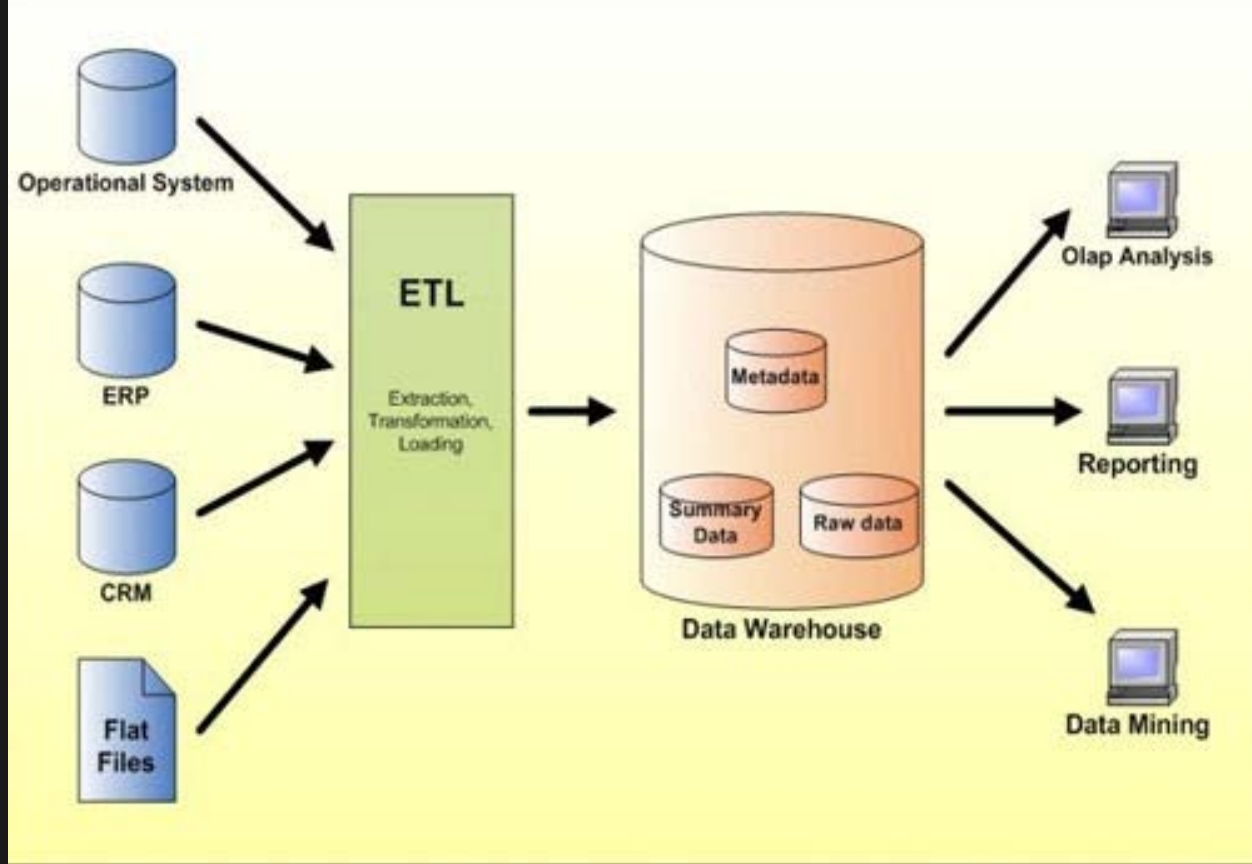 Operational System
ERP
CRM
Flat
Files
ETL
Extraction,
Transformation,
Loading
Metadata
Summary
Data
Raw data
Data Warehouse
Olap Analysis
Reporting
Data Mining